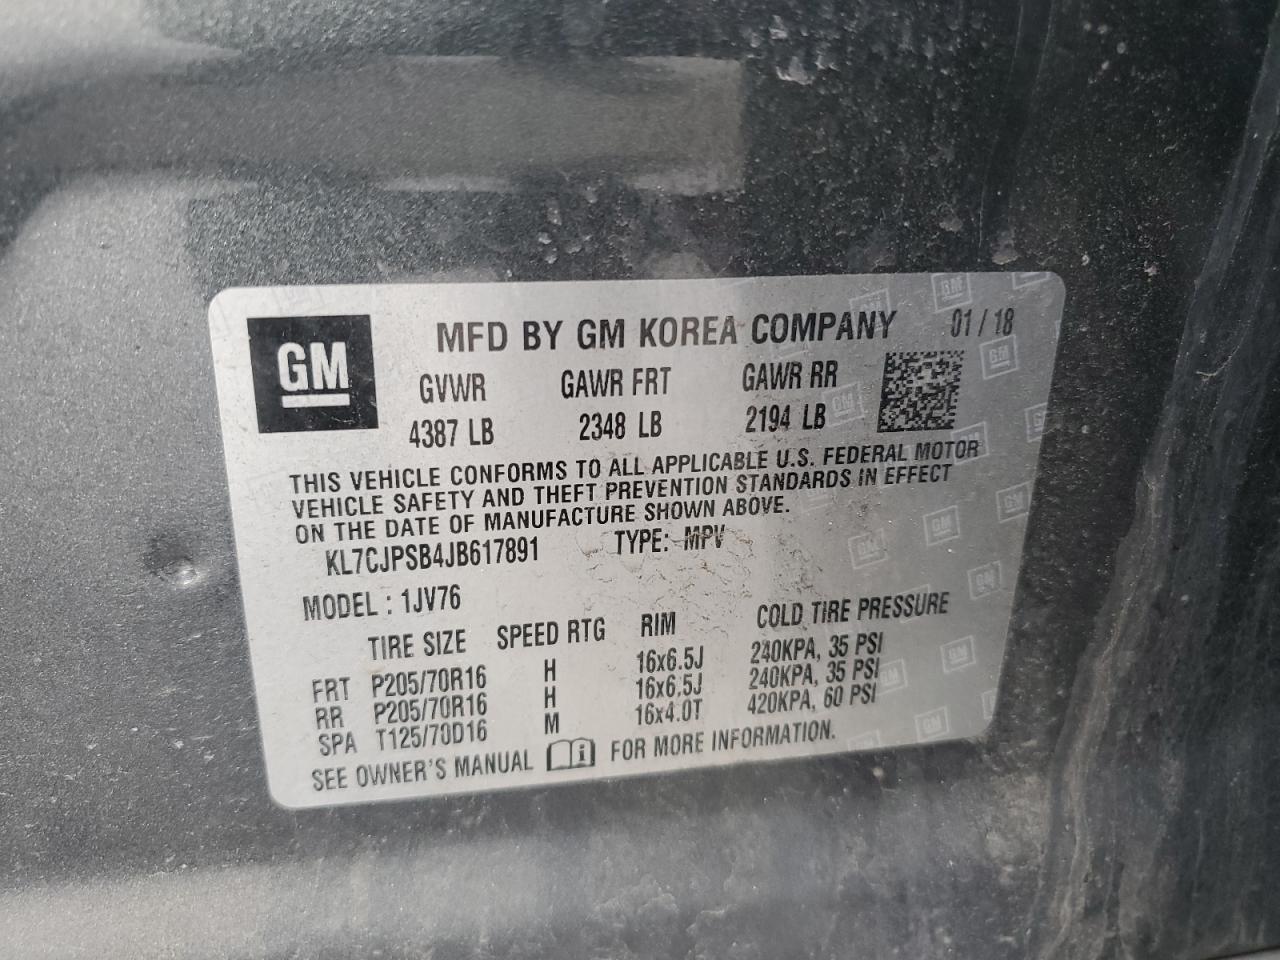 GM
MFD BY GM KOREA COMPANY 01 / 18
GVWR GAWR FRT GAWR RR
4387 LB 2348 LB 2194 LB
THIS VEHICLE CONFORMS TO ALL APPLICABLE U.S. FEDERAL MOTOR
VEHICLE SAFETY AND THEFT PREVENTION STANDARDS IN EFFECT
ON THE DATE OF MANUFACTURE SHOWN ABOVE.
KL7CJPSB4JB617891 TYPE: MPV
MODEL : 1JV76
TIRE SIZE SPEED RTG RIM COLD TIRE PRESSURE
FRT P205/70R16 H 16x6.5J 240KPA, 35 PSI
RR P205/70R16 H 16x6.5J 240KPA, 35 PSI
SPA T125/70D16 M 16x4.0T 420KPA, 60 PSI
SEE OWNER'S MANUAL FOR MORE INFORMATION.